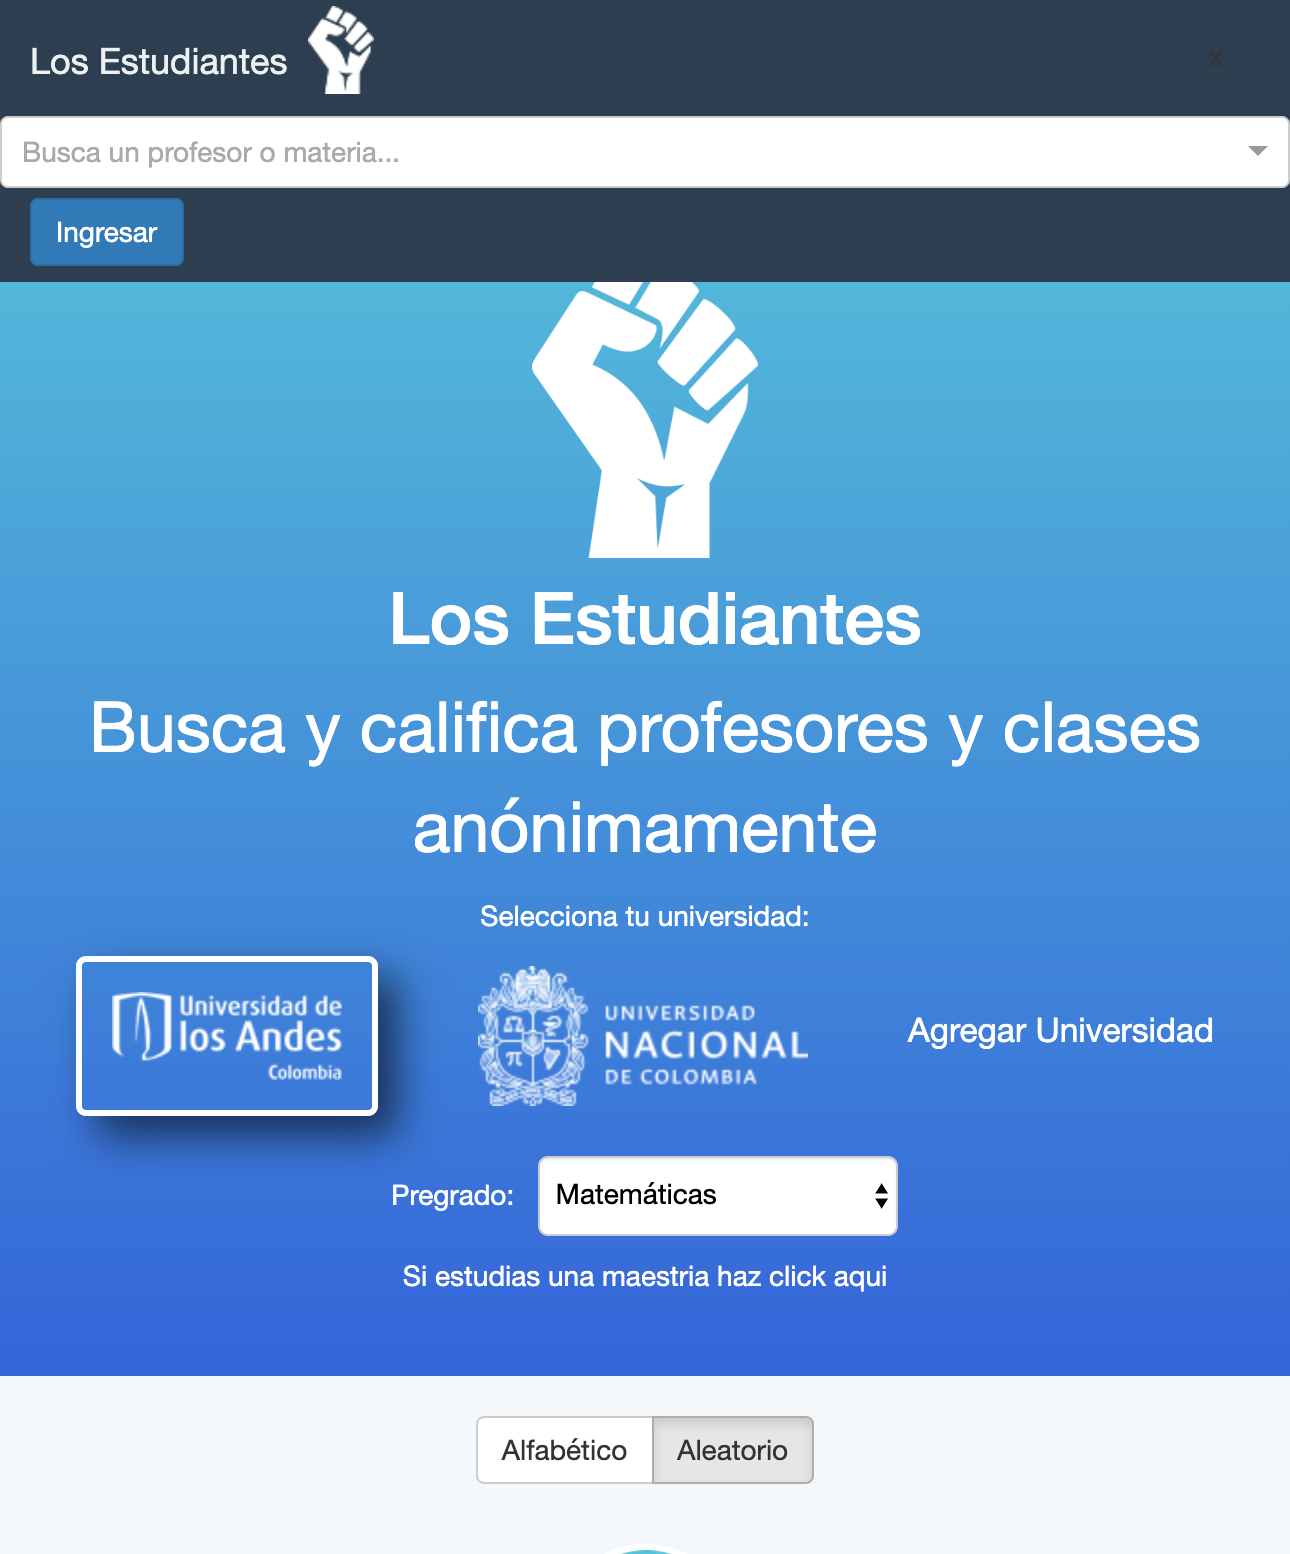 Los Estudiantes
x
Busca un profesor o materia...
Ingresar
Los Estudiantes
Busca y califica profesores y clases
anónimamente
Selecciona tu universidad:
Universidad de
los Andes
Colombia
UNIVERSIDAD
NACIONAL
DE COLOMBIA
Agregar Universidad
Pregrado: Matemáticas
Si estudias una maestria haz click aqui
Alfabético Aleatorio